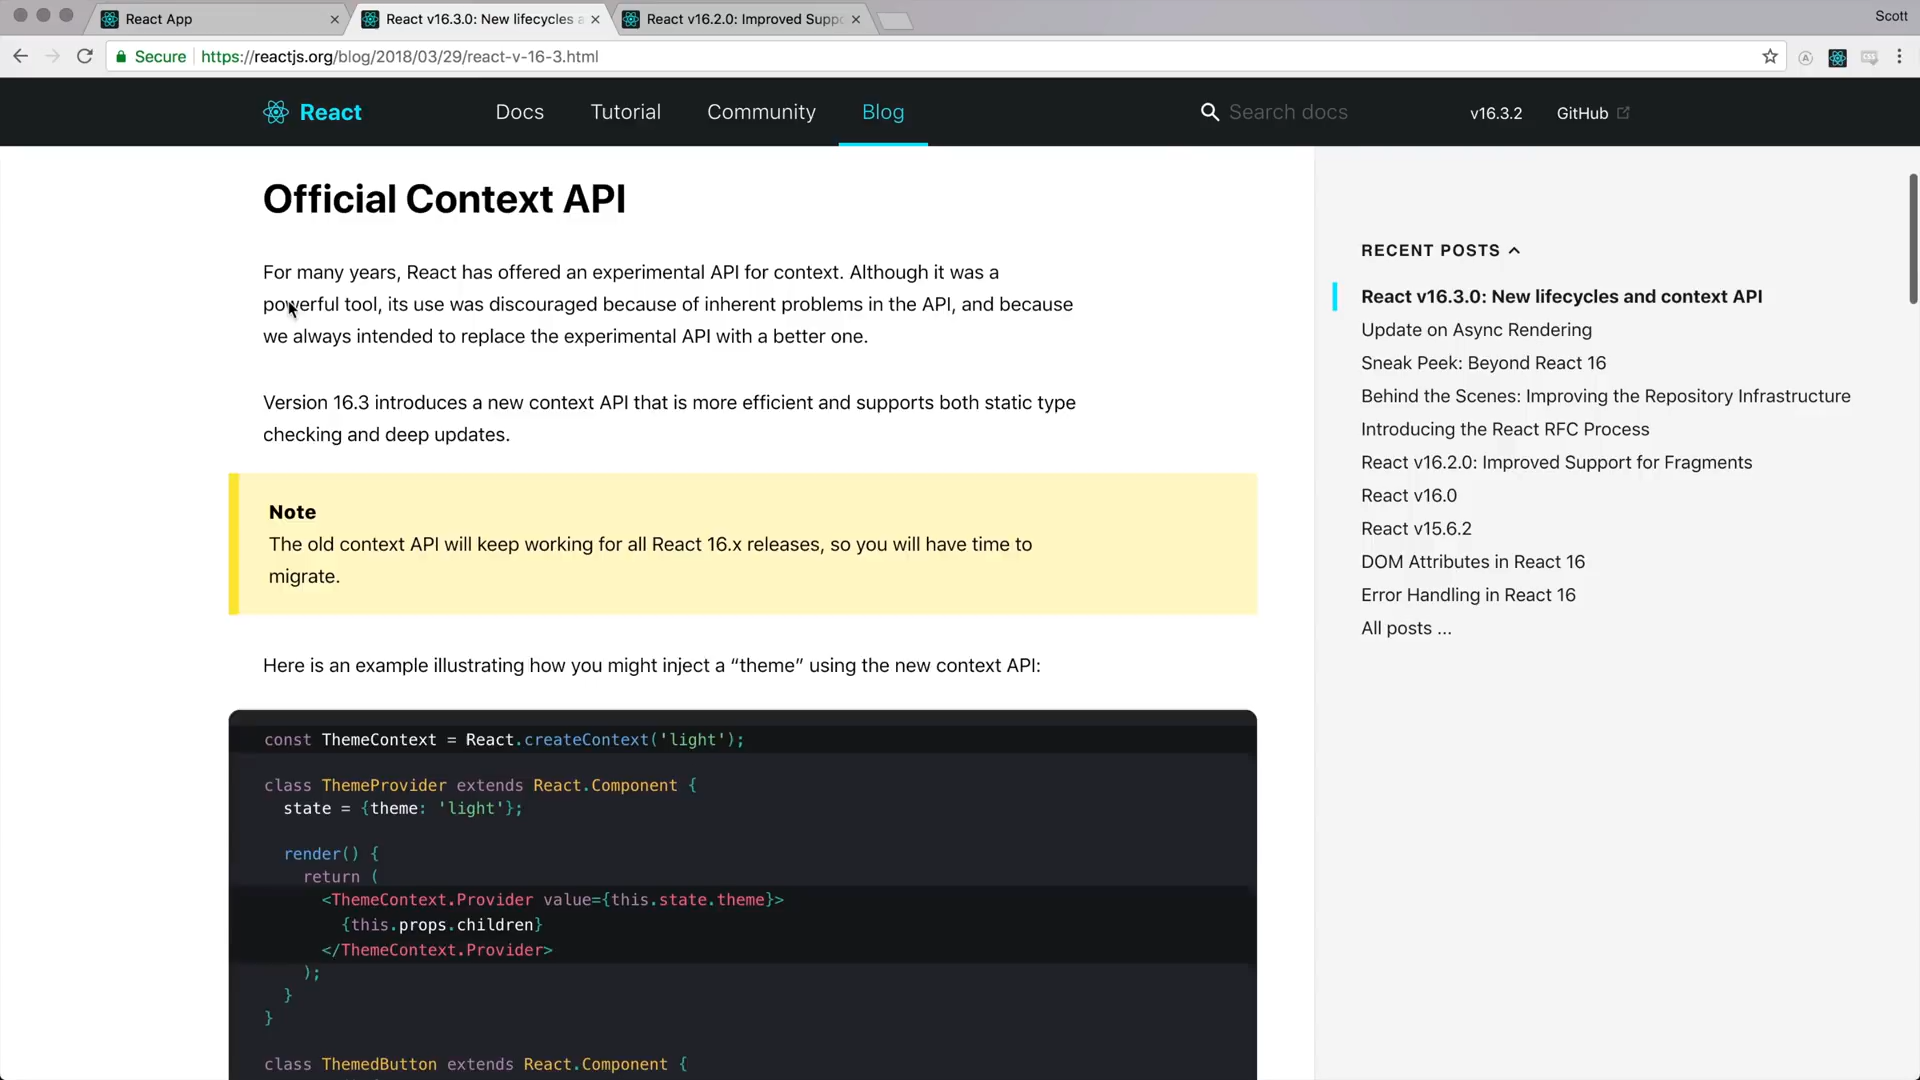 React App
React v16.3.0: New lifecycles a
React v16.2.0: Improved Suppo
Scott
Secure
https://reactjs.org/blog/2018/03/29/react-v-16-3.html
React
Docs
Tutorial
Community
Blog
Search docs
v16.3.2
GitHub
Official Context API
For many years, React has offered an experimental API for context. Although it was a
powerful tool, its use was discouraged because of inherent problems in the API, and because
we always intended to replace the experimental API with a better one.
Version 16.3 introduces a new context API that is more efficient and supports both static type
checking and deep updates.
Note
The old context API will keep working for all React 16.x releases, so you will have time to
migrate.
Here is an example illustrating how you might inject a “theme” using the new context API:
const ThemeContext = React.createContext('light');
class ThemeProvider extends React.Component {
state = {theme: 'light'};
render() {
return (
<ThemeContext.Provider value={this.state.theme}>
{this.props.children}
</ThemeContext.Provider>
);
}
}
class ThemedButton extends React.Component {
RECENT POSTS
React v16.3.0: New lifecycles and context API
Update on Async Rendering
Sneak Peek: Beyond React 16
Behind the Scenes: Improving the Repository Infrastructure
Introducing the React RFC Process
React v16.2.0: Improved Support for Fragments
React v16.0
React v15.6.2
DOM Attributes in React 16
Error Handling in React 16
All posts ...